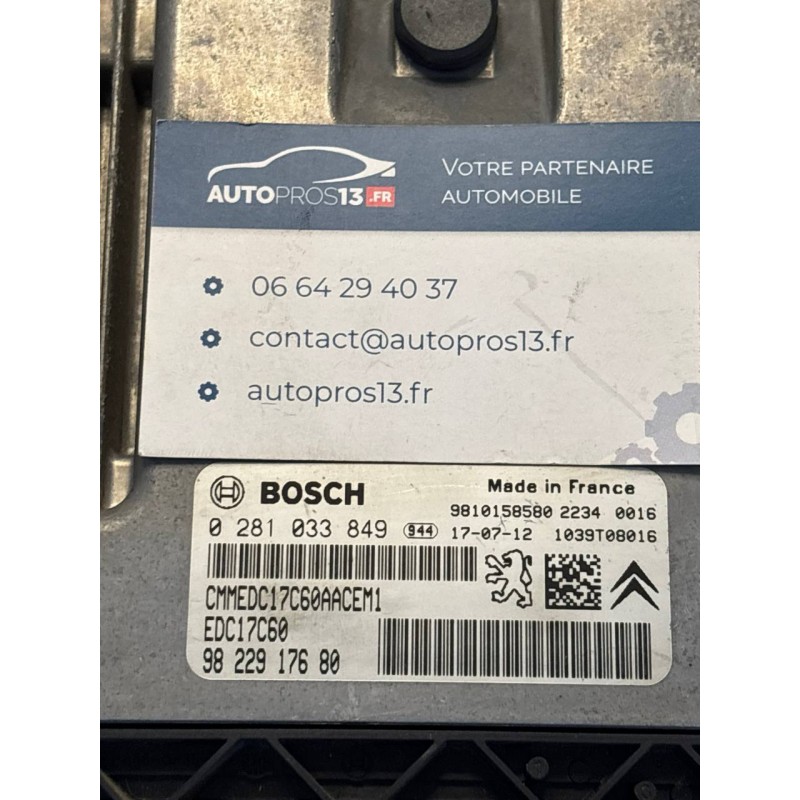 AUTOPROS13.FR
VOTRE PARTENAIRE
AUTOMOBILE
06 64 29 40 37
contact@autopros13.fr
autopros13.fr
BOSCH
Made in France
9810158580 2234 0016
0 281 033 849 944 17-07-12 1039T08016
CMMEDC17C60AACEM1
EDC17C60
98 229 176 80